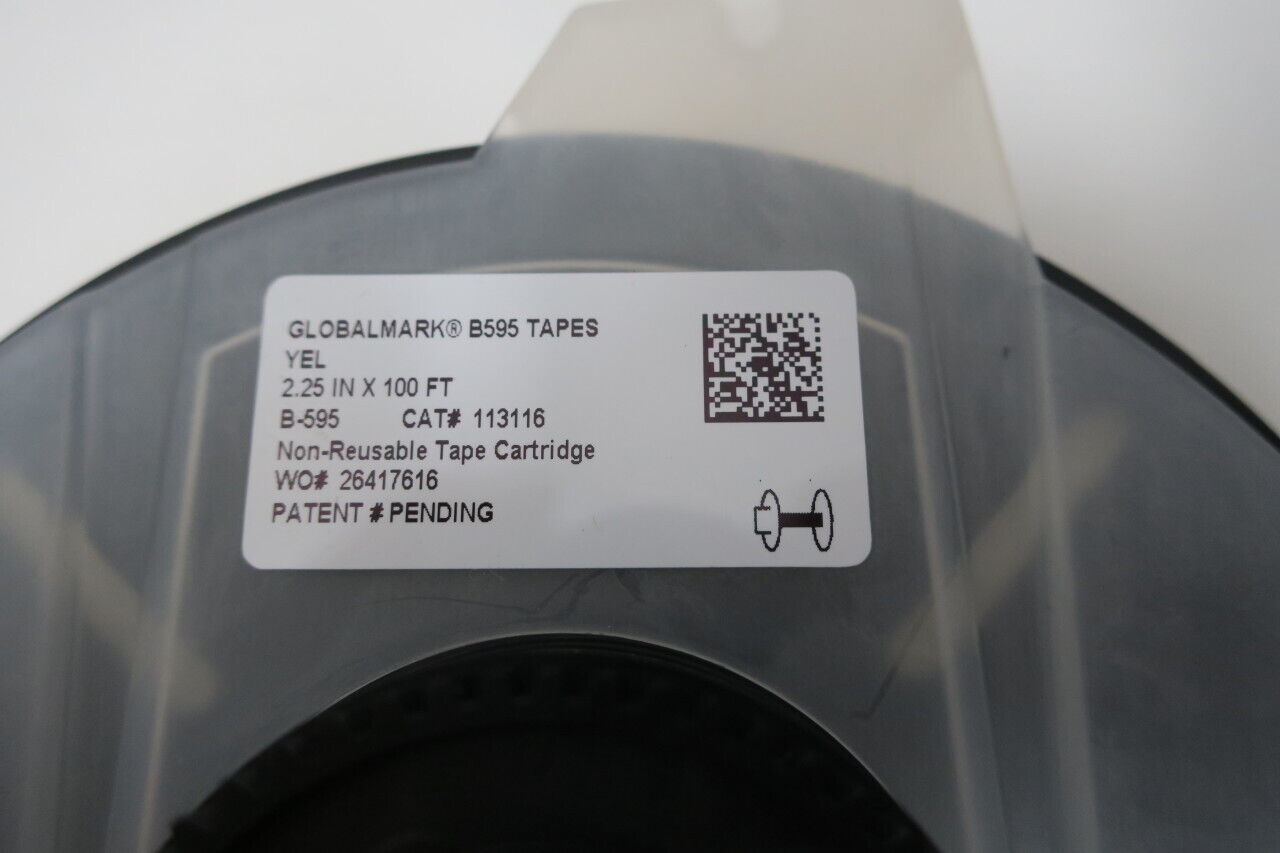 GLOBALMARK® B595 TAPES
YEL
2.25 IN X 100 FT
B-595 CAT# 113116
Non-Reusable Tape Cartridge
WO# 26417616
PATENT # PENDING